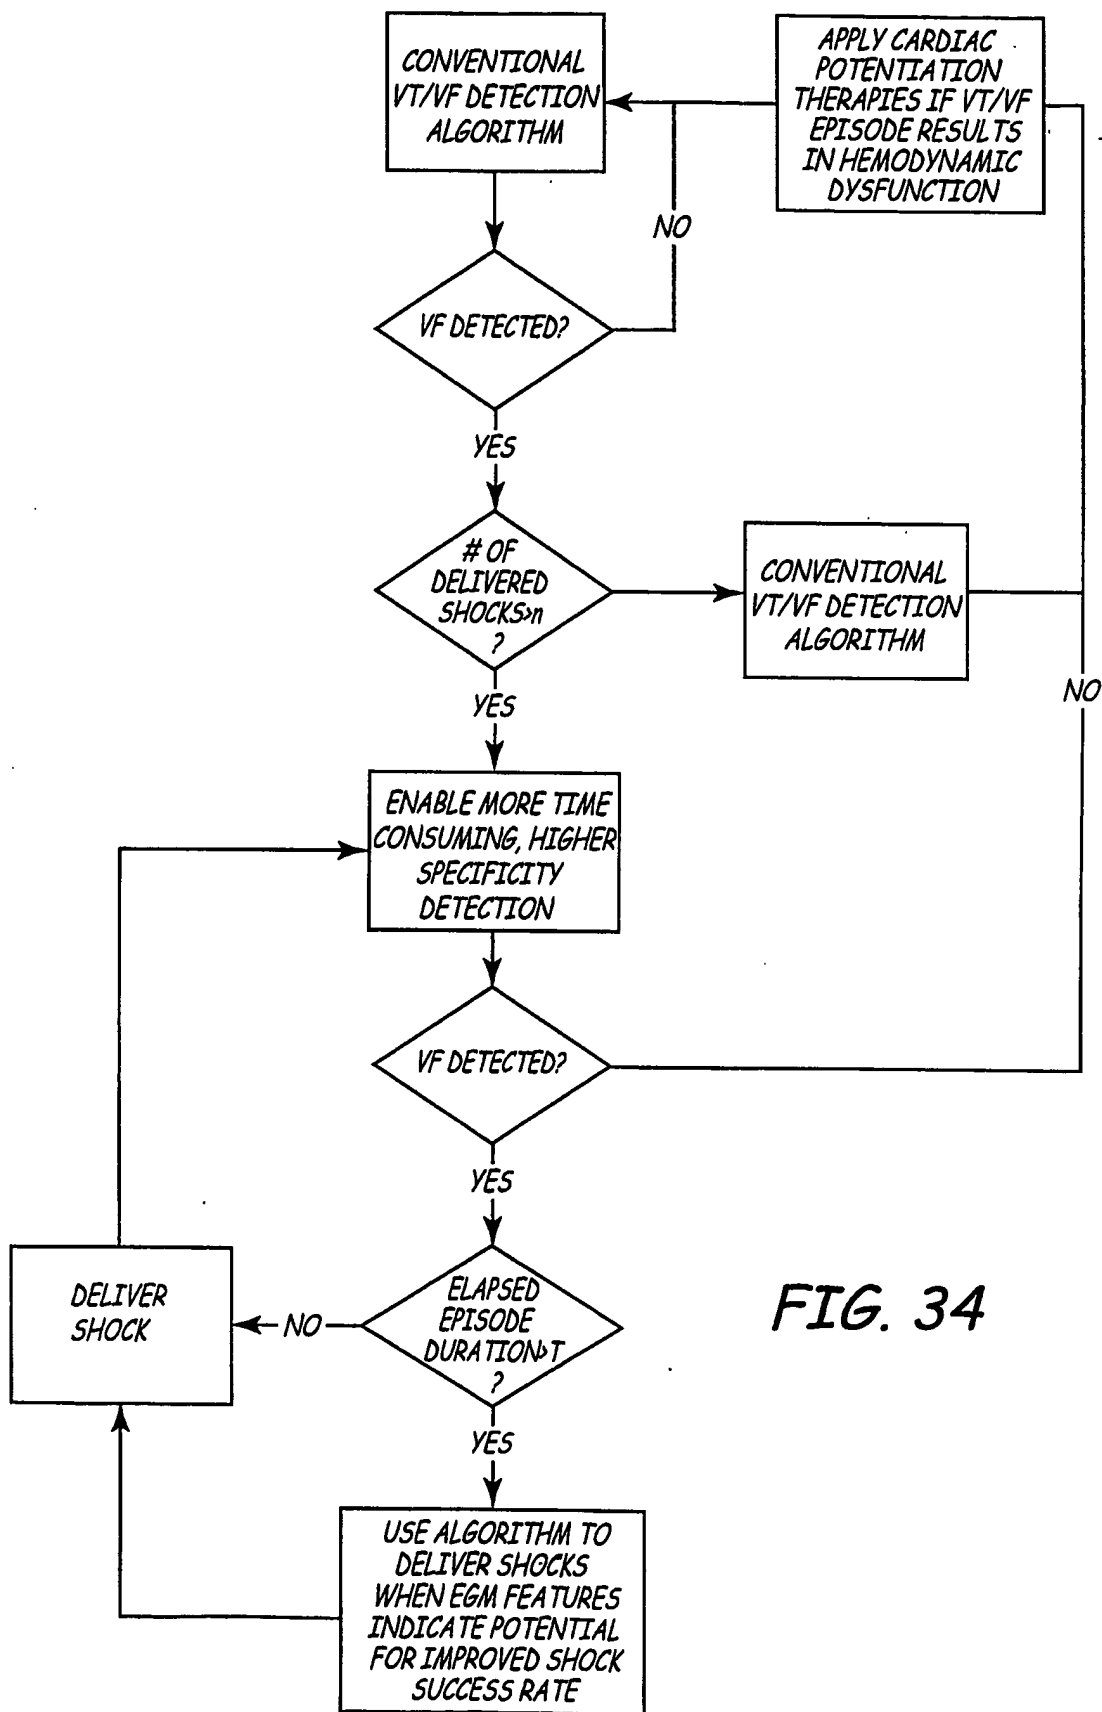 CONVENTIONAL
VT/VF DETECTION
ALGORITHM
APPLY CARDIAC
POTENTIATION
THERAPIES IF VT/VF
EPISODE RESULTS
IN HEMODYNAMIC
DYSFUNCTION
NO
VF DETECTED?
YES
# OF
DELIVERED
SHOCKS>n
?
CONVENTIONAL
VT/VF DETECTION
ALGORITHM
NO
YES
ENABLE MORE TIME
CONSUMING, HIGHER
SPECIFICITY
DETECTION
VF DETECTED?
YES
ELAPSED
EPISODE
DURATION>T
?
NO
DELIVER
SHOCK
FIG. 34
YES
USE ALGORITHM TO
DELIVER SHOCKS
WHEN EGM FEATURES
INDICATE POTENTIAL
FOR IMPROVED SHOCK
SUCCESS RATE